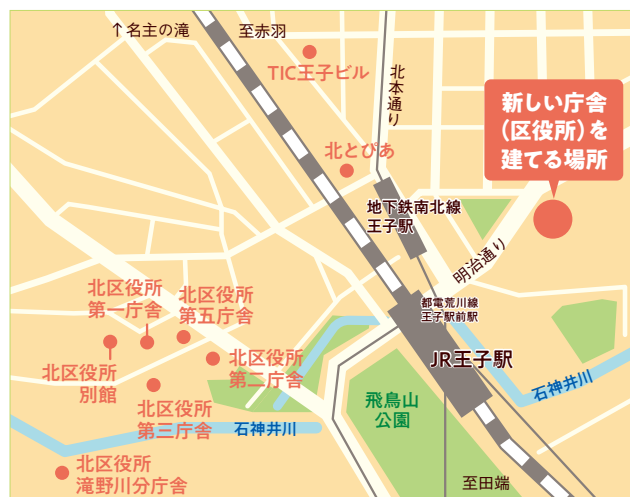 ↑名主の滝
至赤羽
TIC王子ビル
北本通り
新しい庁舎
（区役所）を
建てる場所
北とぴあ
地下鉄南北線
王子駅
明治通り
北区役所
第一庁舎
北区役所
第五庁舎
都電荒川線
王子駅前駅
北区役所
第二庁舎
JR王子駅
北区役所
別館
北区役所
第三庁舎
飛鳥山
公園
石神井川
石神井川
北区役所
滝野川分庁舎
至田端